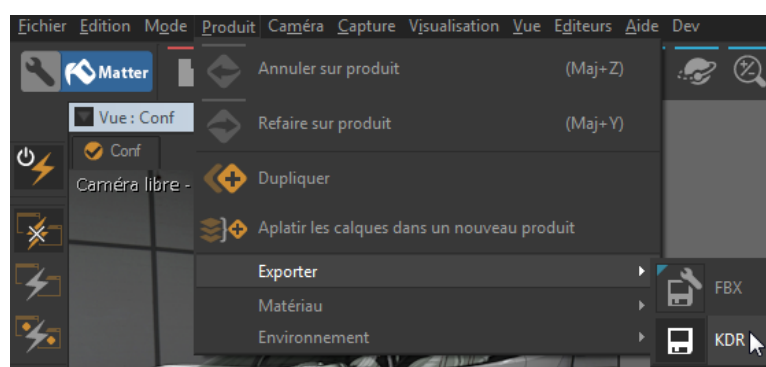 Fichier Edition Mode Produit Caméra Capture Visualisation Vue Editeurs Aide Dev
Matter
Annuler sur produit (Maj+Z)
Vue : Conf
Refaire sur produit (Maj+Y)
Conf
Caméra libre -
Dupliquer
Aplatir les calques dans un nouveau produit
Exporter
FBX
Matériau
Environnement
KDR